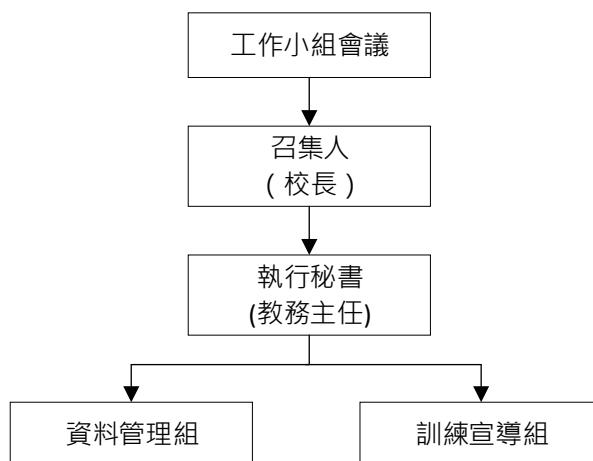 工作小組會議
召集人
（校長）
執行秘書
(教務主任)
資料管理組
訓練宣導組